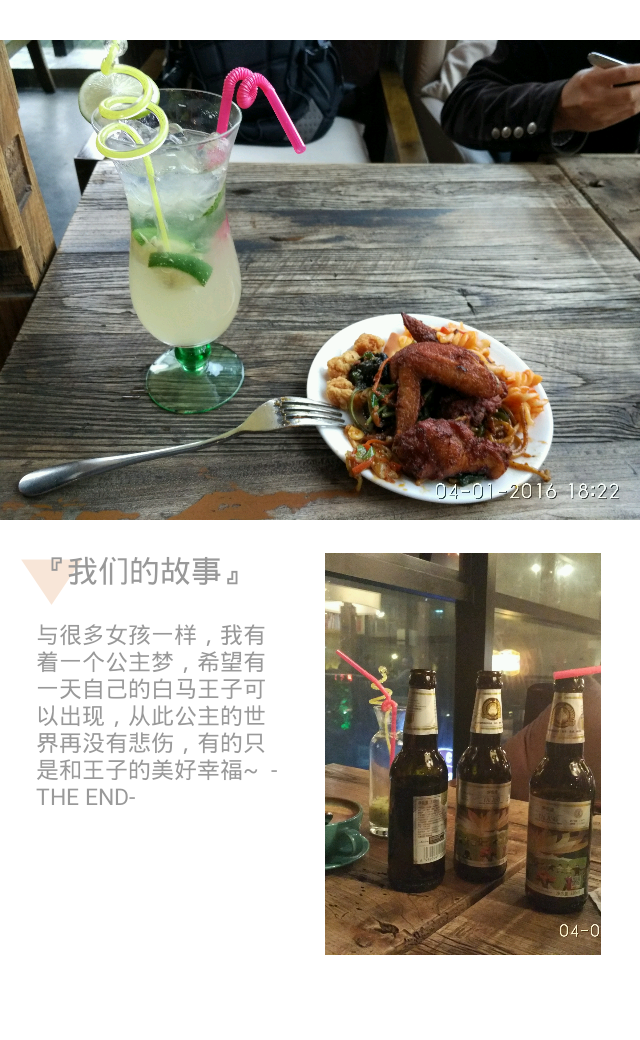 04-01-2016 18:22
『我们的故事』
与很多女孩一样，我有
着一个公主梦，希望有
一天自己的白马王子可
以出现，从此公主的世
界再没有悲伤，有的只
是和王子的美好幸福~ -
THE END-
04-0